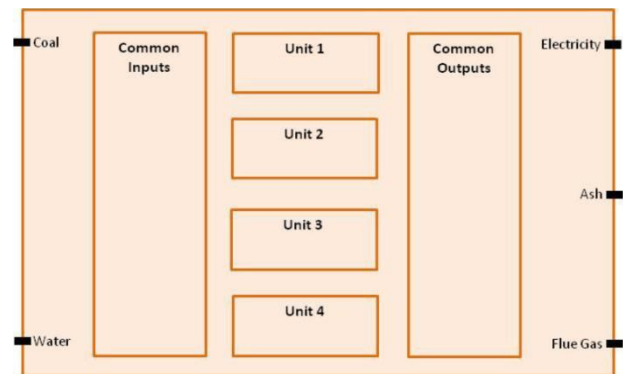 Coal
Common
Inputs
Unit 1
Common
Outputs
Electricity
Unit 2
Ash
Unit 3
Unit 4
Water
Flue Gas